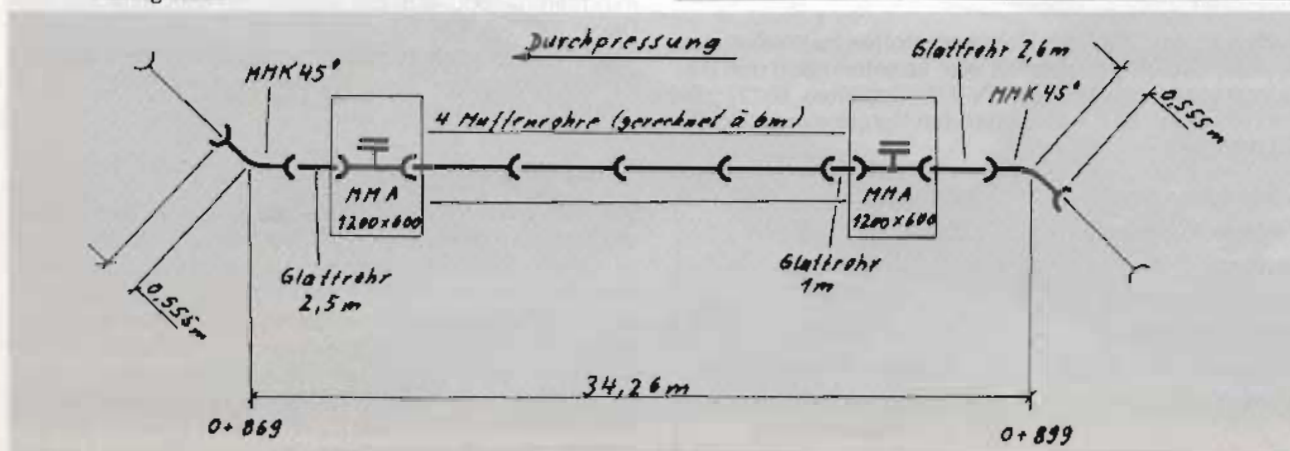 Durchpressung
Glattrohr 2,6m
MMK 45°
MMK 45°
0,555m
4 Muffenrohre (gerechnet à 6m)
MMA
1200x600
MMA
1200x600
Glattrohr
2,5m
Glattrohr
1m
0,555m
34,26m
0+869
0+899